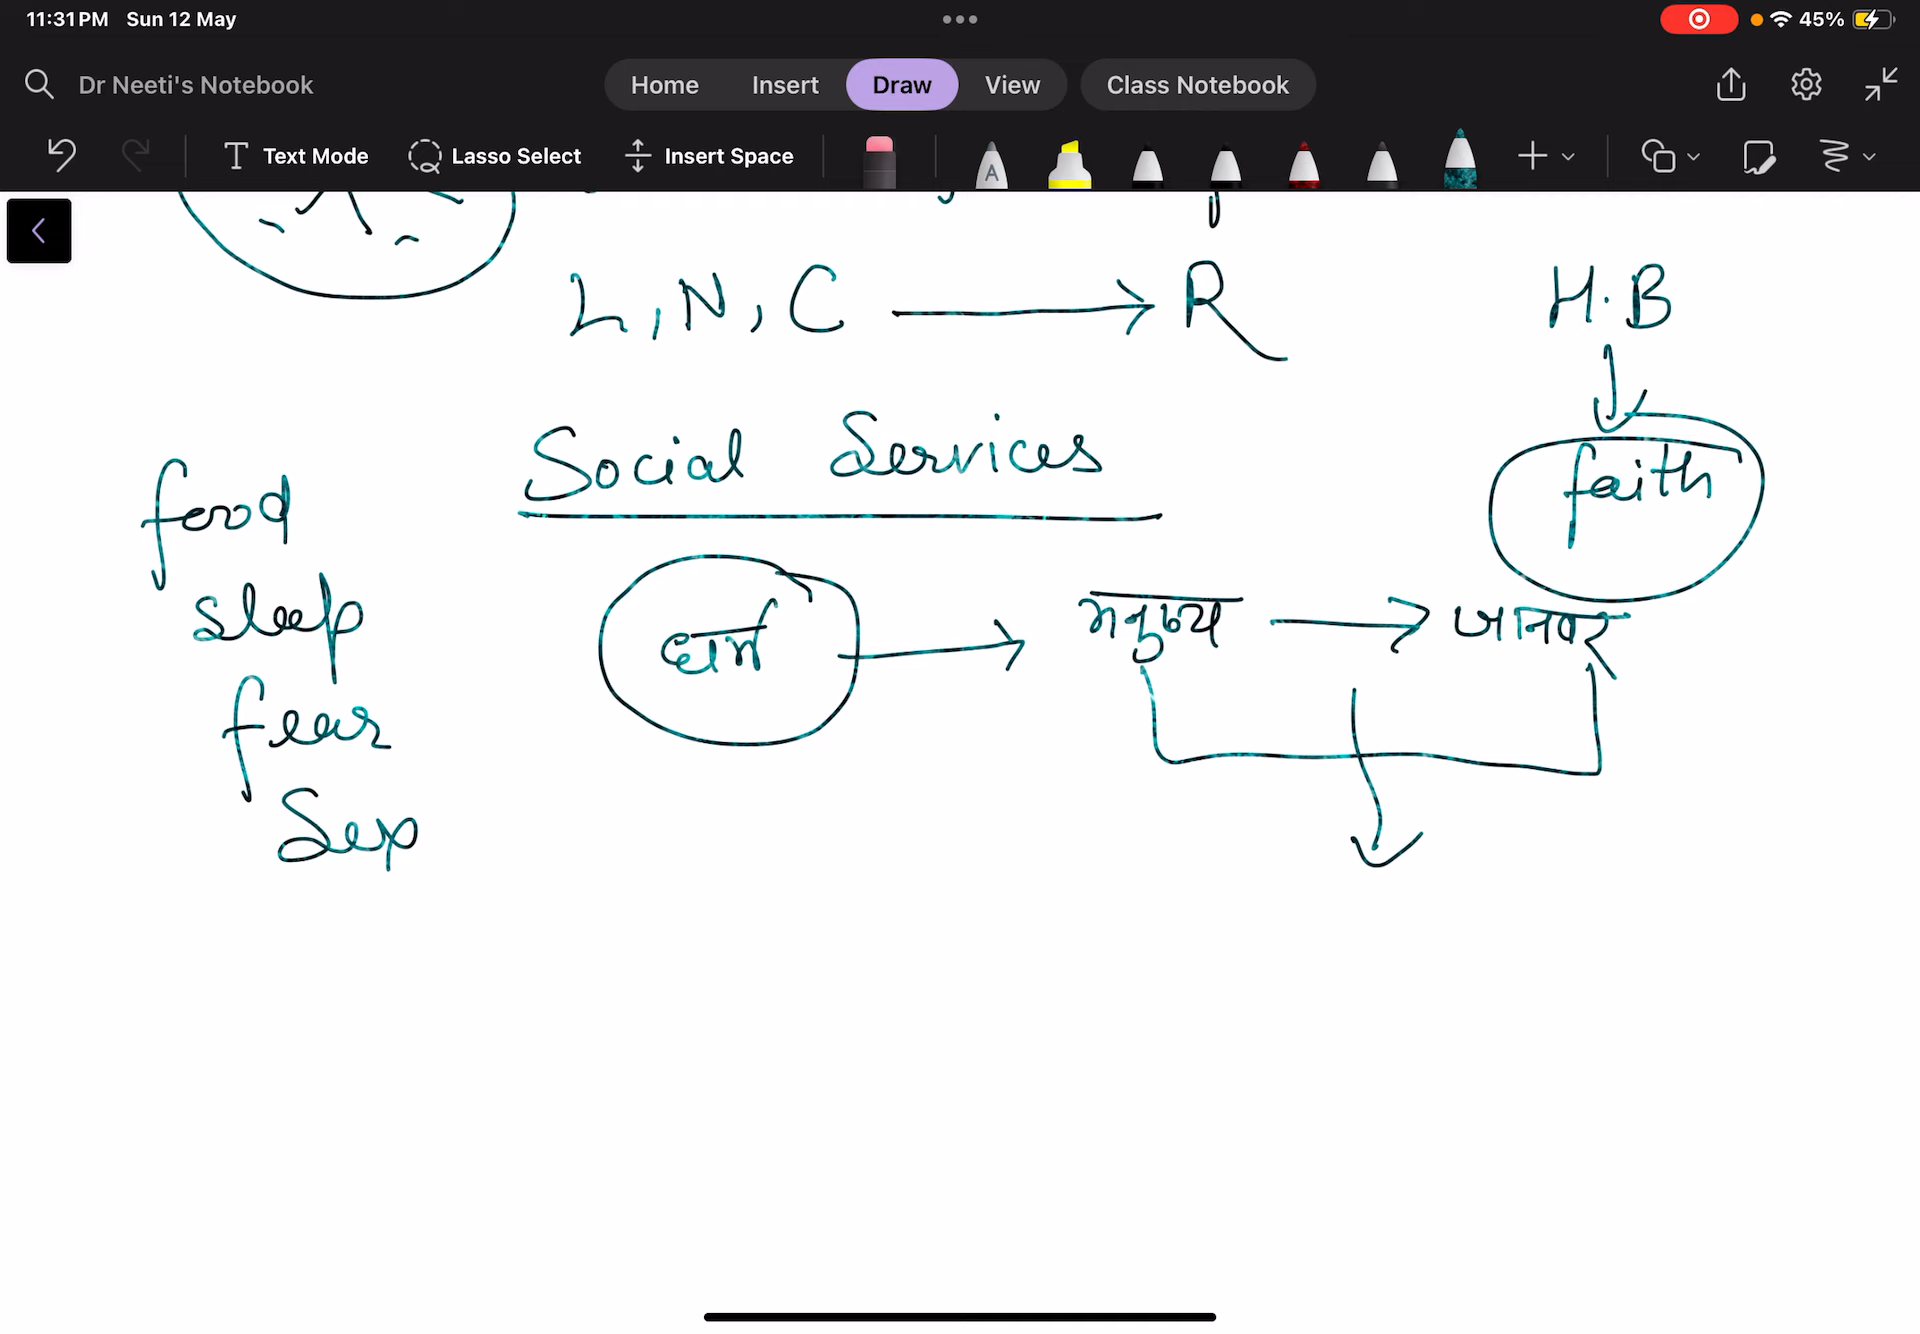 11:31 PM Sun 12 May 45%
Dr Neeti's Notebook Home Insert Draw View Class Notebook
Text Mode Lasso Select Insert Space A
L, N, C → R H.B
Social Services faith
food
sleep धर्म → मनुष्य → जानवर
fear
Sex